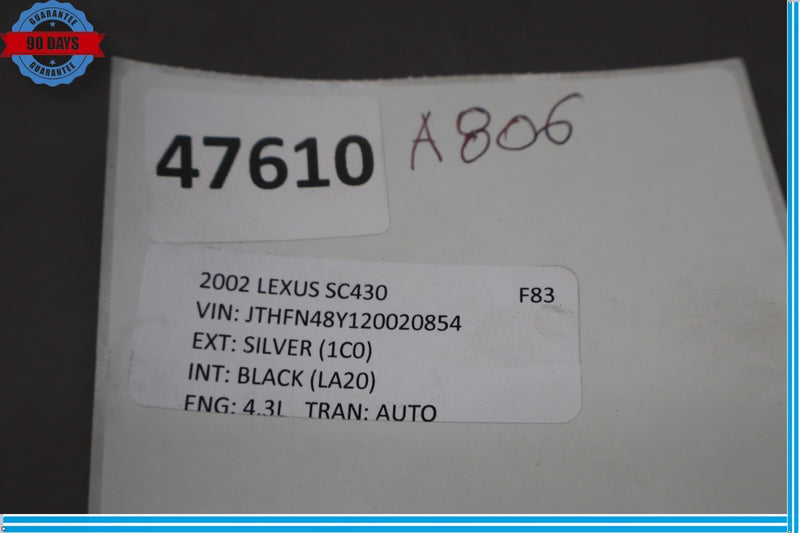 GUARANTEE
90 DAYS
GUARANTEE
47610
A806
2002 LEXUS SC430
F83
VIN: JTHFN48Y120020854
EXT: SILVER (1C0)
INT: BLACK (LA20)
ENG: 4.3L TRAN: AUTO